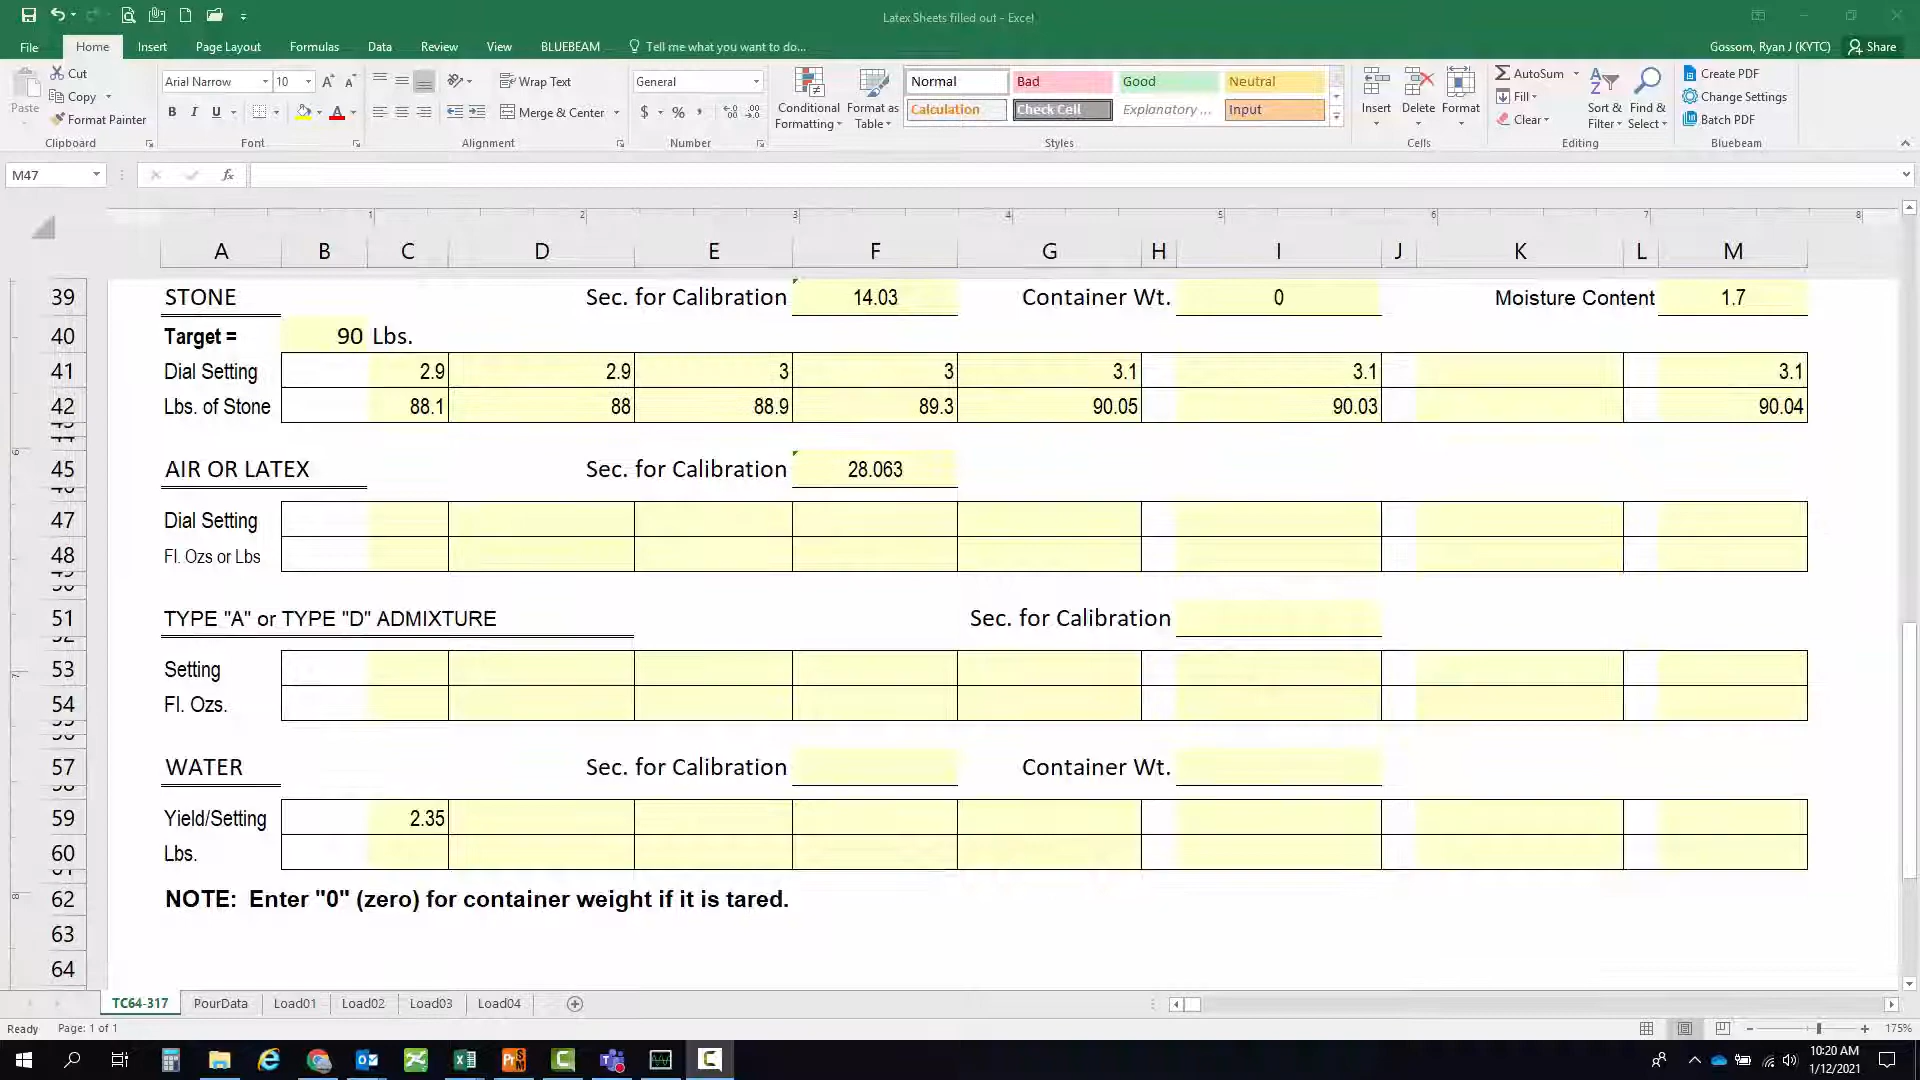 Latex Sheets filled out - Excel
File Home Insert Page Layout Formulas Data Review View BLUEBEAM Tell me what you want to do... Gossom, Ryan J (KYTC) Share
Paste Cut Copy Format Painter
Clipboard
Arial Narrow 10
B I U
Font
Wrap Text
Merge & Center
Alignment
General
$ % ,
Number
Conditional Formatting Format as Table
Normal Bad Good Neutral
Calculation Check Cell Explanatory ... Input
Styles
Insert Delete Format
Cells
AutoSum Fill Clear Sort & Filter Find & Select
Editing
Create PDF
Change Settings
Batch PDF
Bluebeam
M47 fx
1 2 3 4 5 6 7 8
A B C D E F G H I J K L M
39 STONE Sec. for Calibration 14.03 Container Wt. 0 Moisture Content 1.7
40 Target = 90 Lbs.
41 Dial Setting 2.9 2.9 3 3 3.1 3.1 3.1
42 Lbs. of Stone 88.1 88 88.9 89.3 90.05 90.03 90.04
45 AIR OR LATEX Sec. for Calibration 28.063
47 Dial Setting
48 Fl. Ozs or Lbs
51 TYPE "A" or TYPE "D" ADMIXTURE Sec. for Calibration
53 Setting
54 Fl. Ozs.
57 WATER Sec. for Calibration Container Wt.
59 Yield/Setting 2.35
60 Lbs.
62 NOTE: Enter "0" (zero) for container weight if it is tared.
63
64
TC64-317 PourData Load01 Load02 Load03 Load04
Ready Page: 1 of 1 175%
10:20 AM
1/12/2021